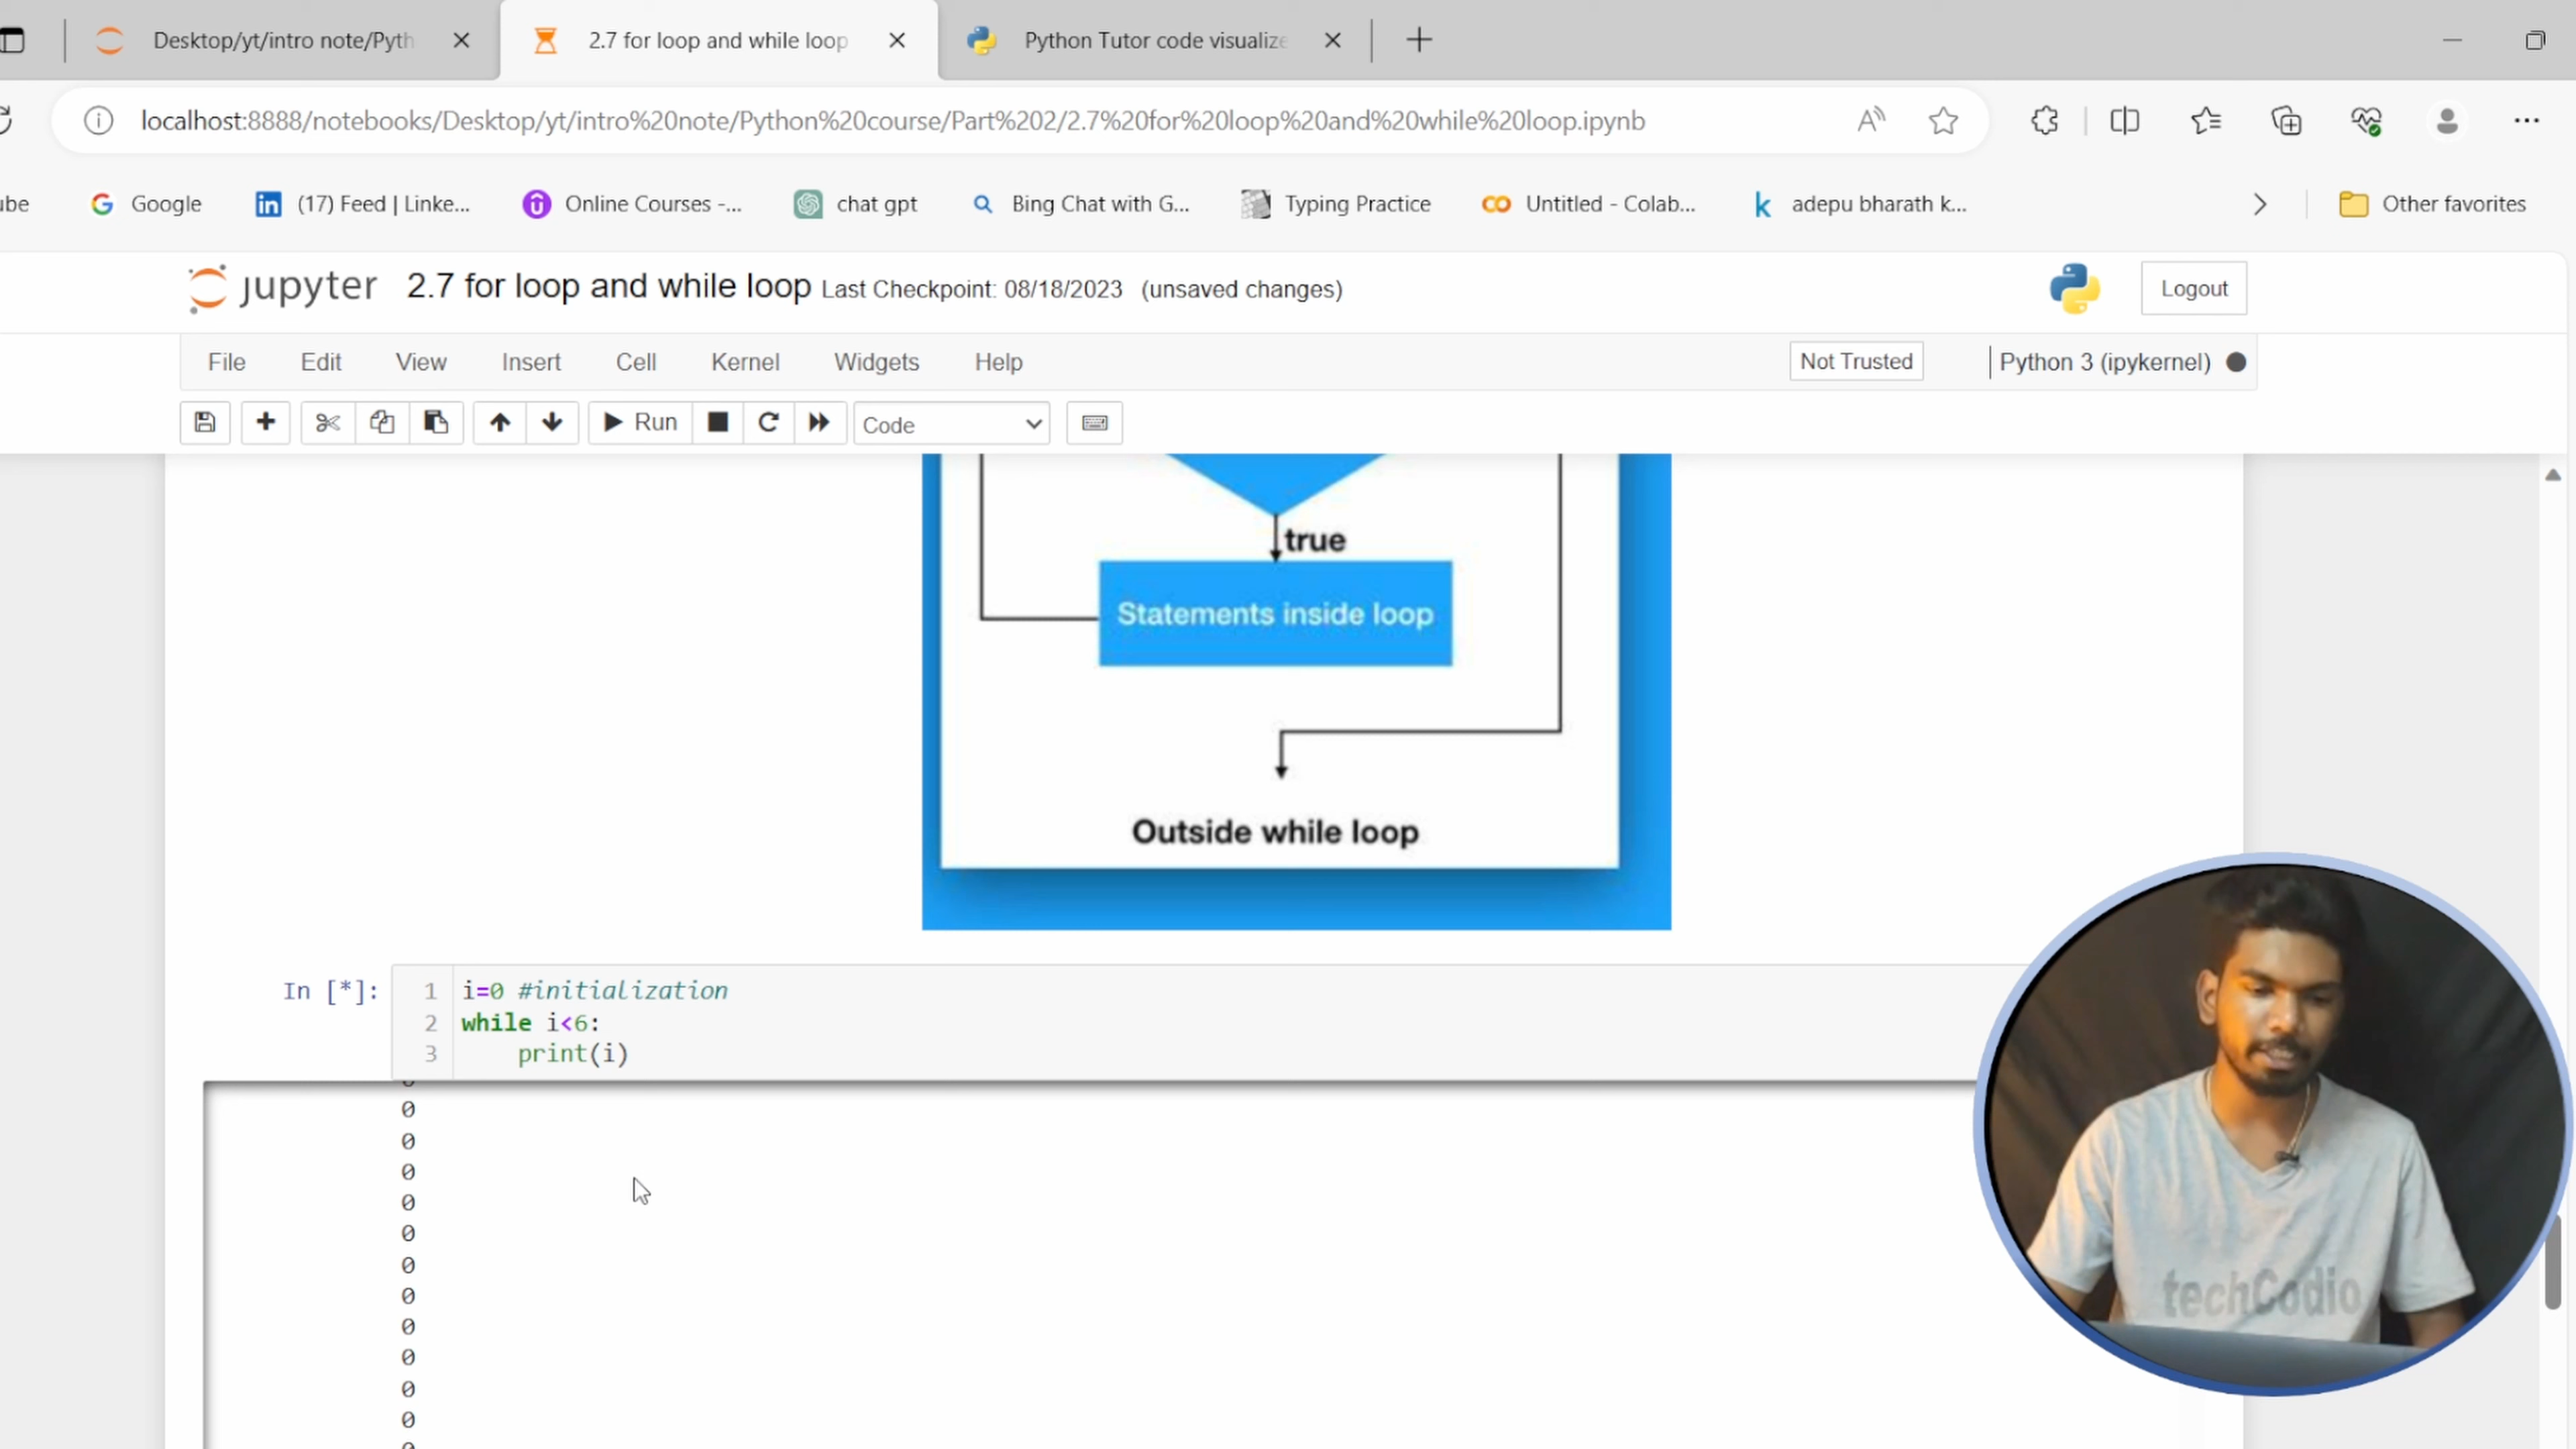 Desktop/yt/intro note/Pyth
2.7 for loop and while loop
Python Tutor code visualize
localhost:8888/notebooks/Desktop/yt/intro%20note/Python%20course/Part%202/2.7%20for%20loop%20and%20while%20loop.ipynb
ube
Google
(17) Feed | Linke...
Online Courses -...
chat gpt
Bing Chat with G...
Typing Practice
Untitled - Colab...
adepu bharath k...
Other favorites
jupyter 2.7 for loop and while loop Last Checkpoint: 08/18/2023 (unsaved changes)
Logout
File Edit View Insert Cell Kernel Widgets Help
Not Trusted
Python 3 (ipykernel)
Run
Code
true
Statements inside loop
Outside while loop
In [*]:
1 i=0 #initialization
2 while i<6:
3 print(i)
0
0
0
0
0
0
0
0
0
0
0
techCodio